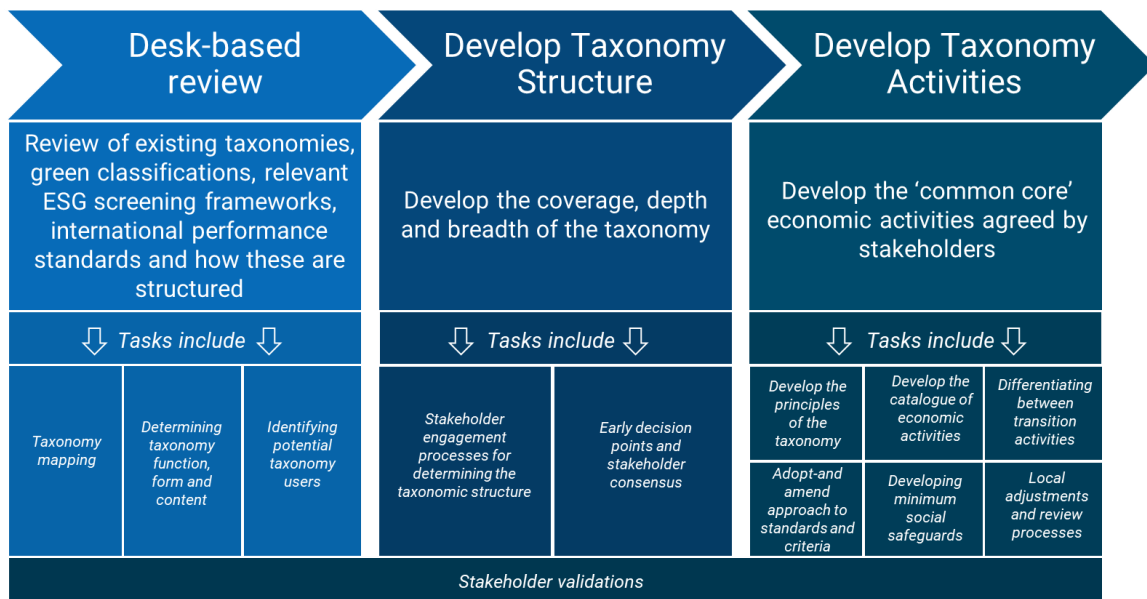 Desk-based
review
Develop Taxonomy
Structure
Develop Taxonomy
Activities
Review of existing taxonomies,
green classifications, relevant
ESG screening frameworks,
international performance
standards and how these are
structured
Develop the coverage, depth
and breadth of the taxonomy
Develop the ‘common core’
economic activities agreed by
stakeholders
Tasks include
Tasks include
Tasks include
Taxonomy
mapping
Determining
taxonomy
function,
form and
content
Identifying
potential
taxonomy
users
Stakeholder
engagement
processes for
determining the
taxonomic structure
Early decision
points and
stakeholder
consensus
Develop the
principles
of the
taxonomy
Develop the
catalogue of
economic
activities
Differentiating
between
transition
activities
Adopt-and
amend
approach to
standards and
criteria
Developing
minimum
social
safeguards
Local
adjustments
and review
processes
Stakeholder validations